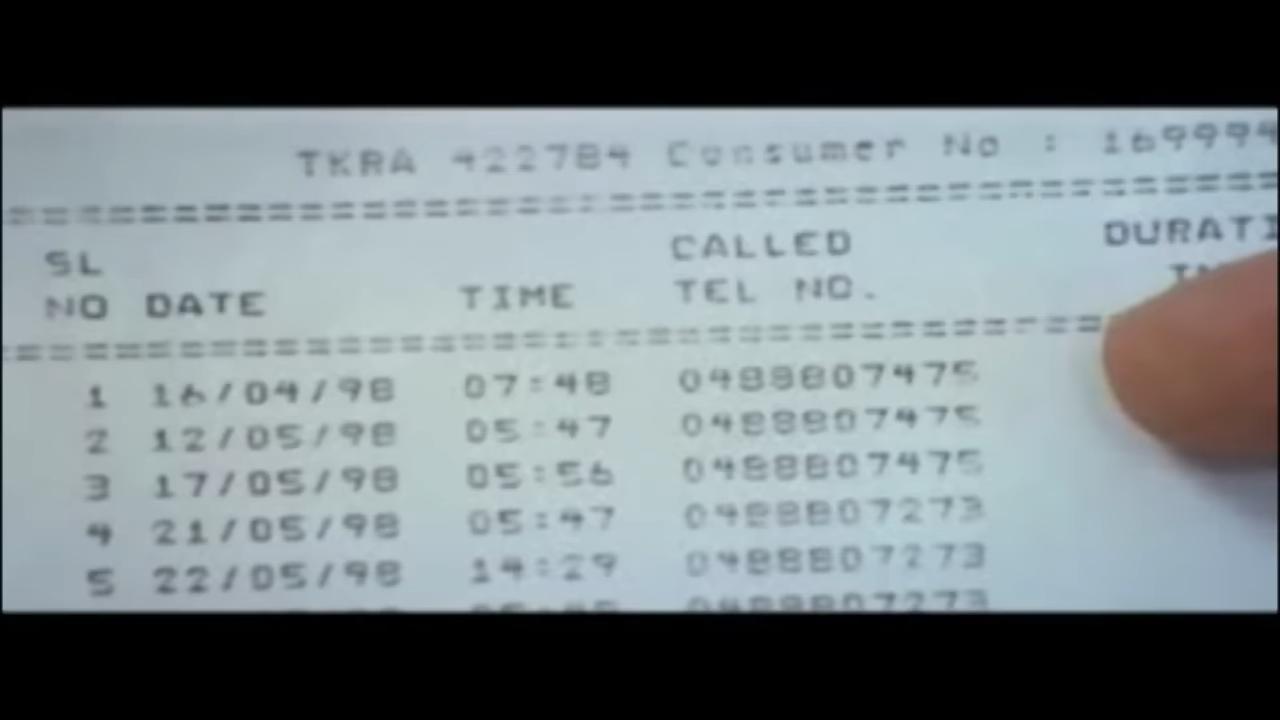 TKRA 422784 Consumer No : 169994
SL CALLED DURATI
NO DATE TIME TEL NO.
1 16/04/98 07:48 0488807475
2 12/05/98 05:47 0488807475
3 17/05/98 05:56 0488807475
4 21/05/98 05:47 0488807273
5 22/05/98 14:29 0488807273
0488807273